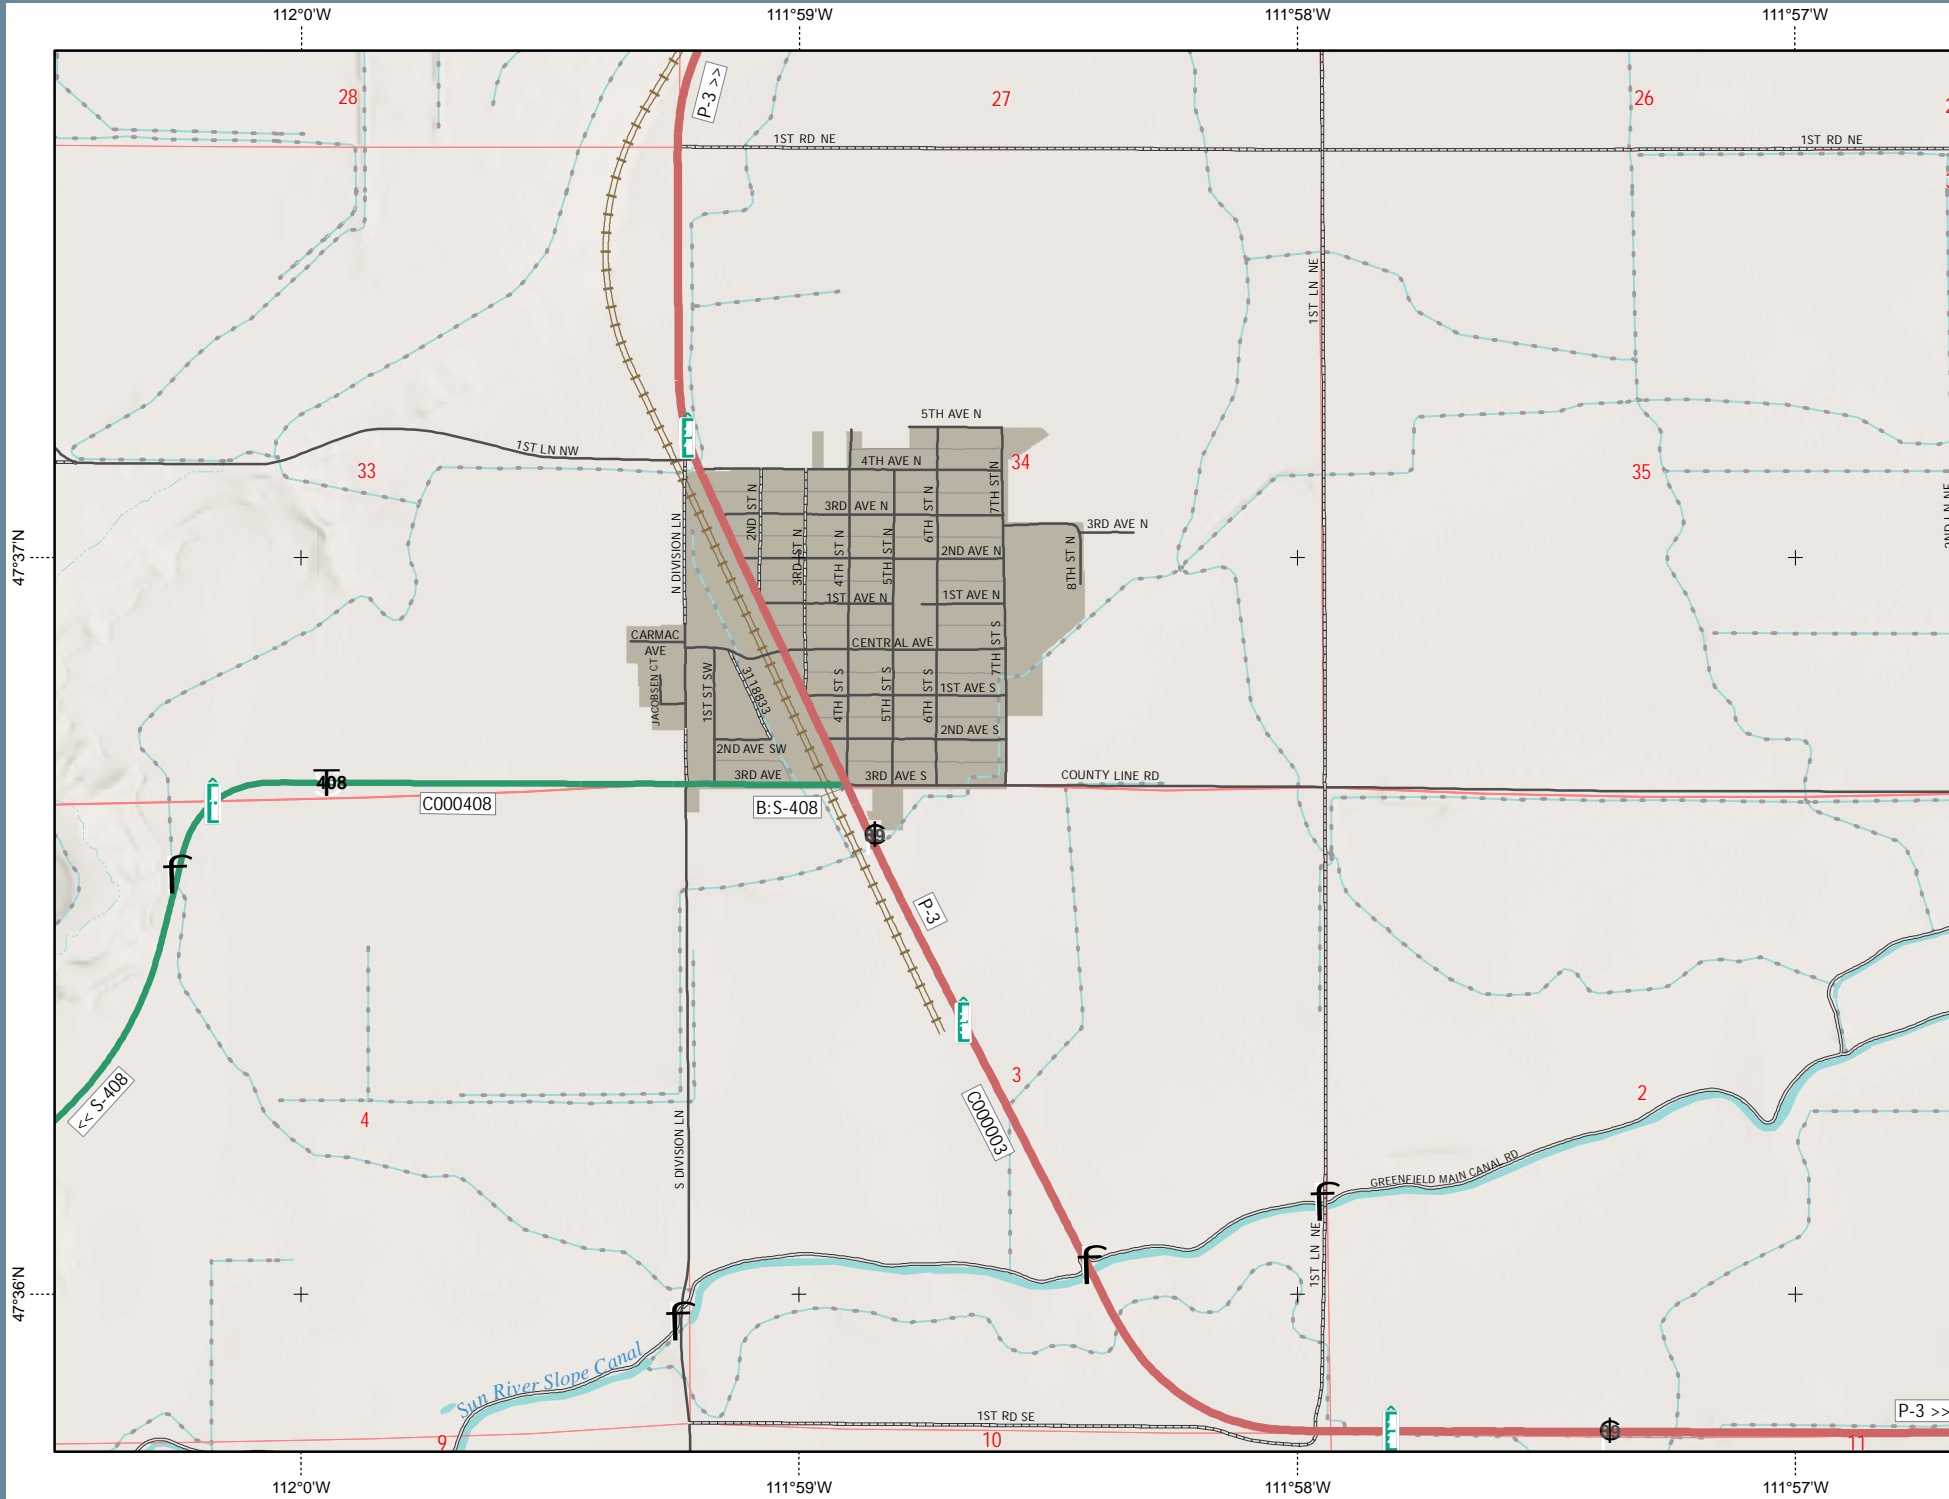 112°0'W
111°59'W
111°58'W
111°57'W
P-3 >>
28
27
26
1ST RD NE
1ST RD NE
1ST LN NE
5TH AVE N
1ST LN NW
4TH AVE N
33
34
35
7TH ST N
2ND ST N
6TH ST N
3RD AVE N
3RD AVE N
N DIVISION LN
3RD ST N
4TH ST N
5TH ST N
2ND AVE N
8TH ST N
2ND LN NE
47°37'N
1ST AVE N
1ST AVE N
CARMAC
AVE
CENTRAL AVE
7TH ST S
JACOBSEN CT
1ST ST SW
3118833
4TH ST S
5TH ST S
6TH ST S
1ST AVE S
2ND AVE S
2ND AVE SW
3RD AVE
3RD AVE S
COUNTY LINE RD
408
C000408
B:S-408
P-3
<< S-408
4
3
2
C000003
S DIVISION LN
GREENFIELD MAIN CANAL RD
1ST LN NE
47°36'N
Sun River Slope Canal
1ST RD SE
P-3 >>
9
10
11
112°0'W
111°59'W
111°58'W
111°57'W